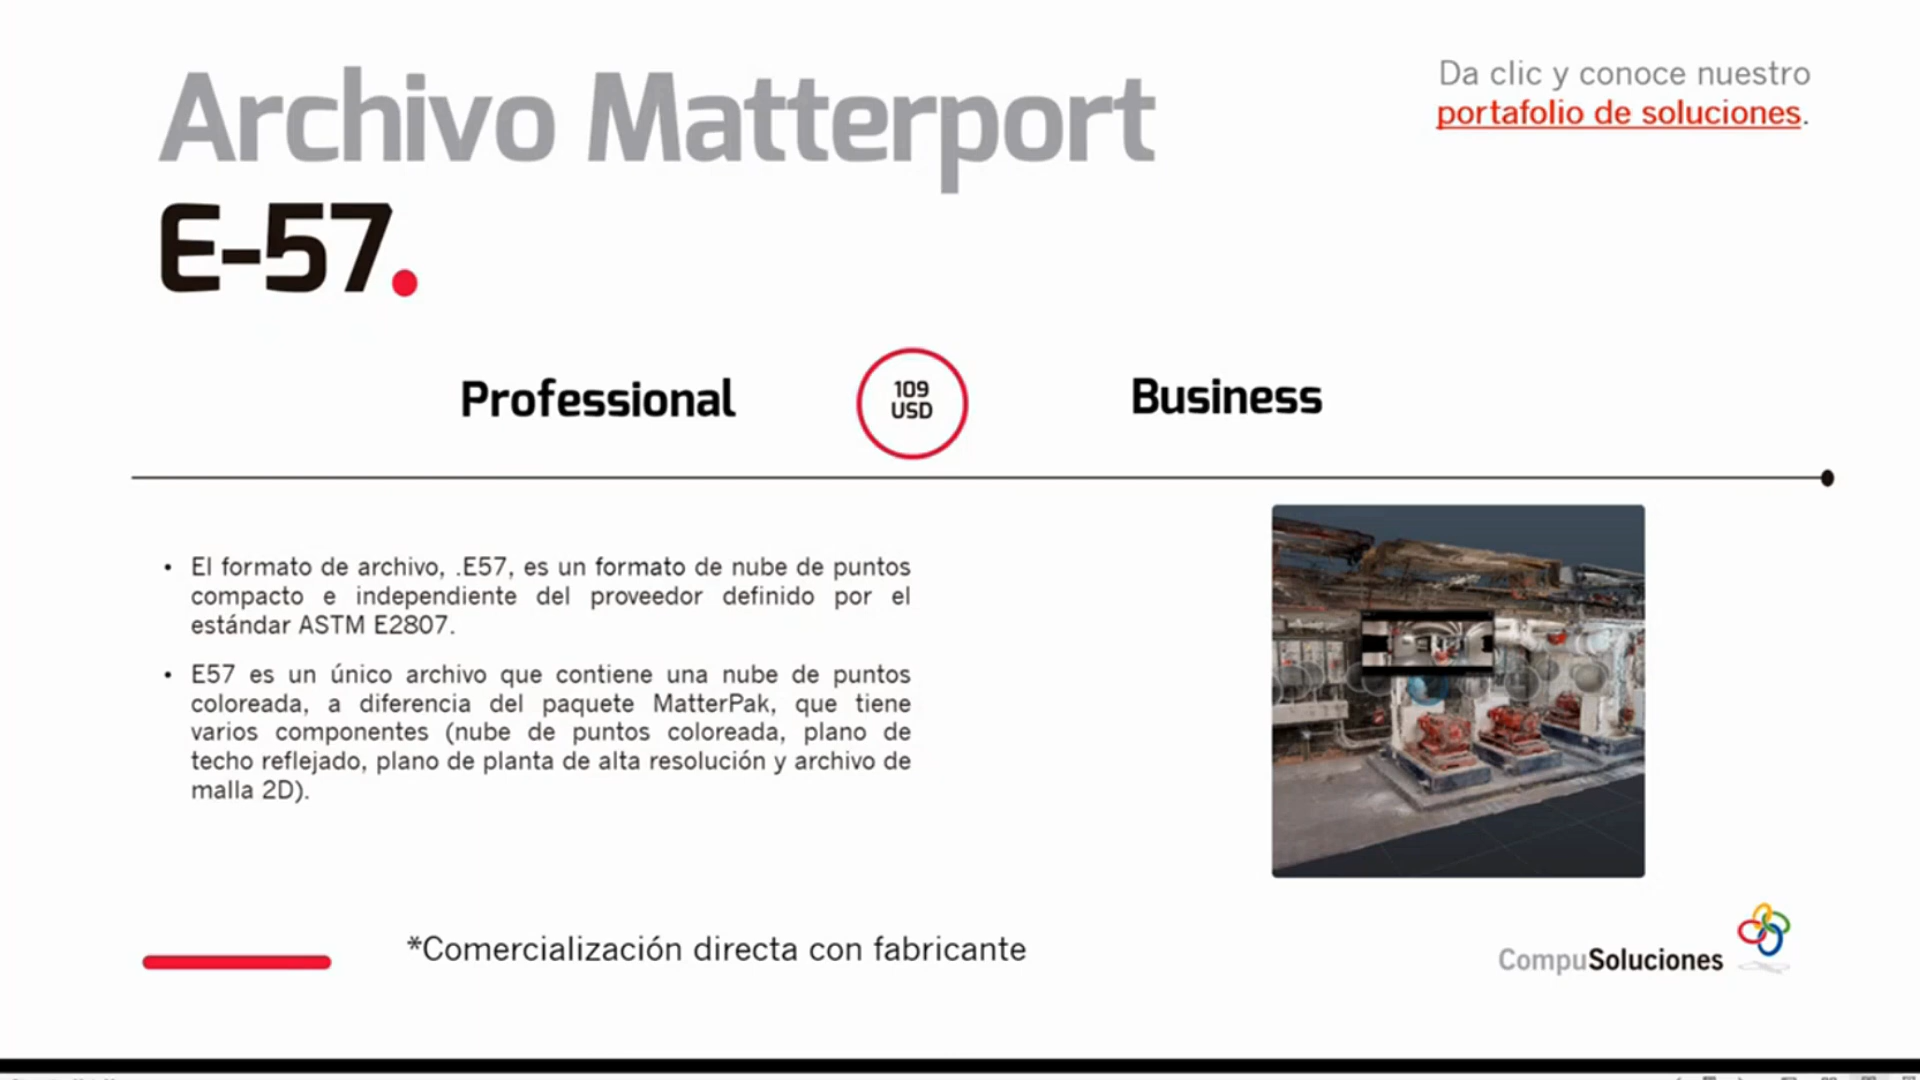 Archivo Matterport
E-57.
Da clic y conoce nuestro
portafolio de soluciones.
Professional
109
USD
Business
• El formato de archivo, .E57, es un formato de nube de puntos
compacto e independiente del proveedor definido por el
estándar ASTM E2807.
• E57 es un único archivo que contiene una nube de puntos
coloreada, a diferencia del paquete MatterPak, que tiene
varios componentes (nube de puntos coloreada, plano de
techo reflejado, plano de planta de alta resolución y archivo de
malla 2D).
*Comercialización directa con fabricante
CompuSoluciones